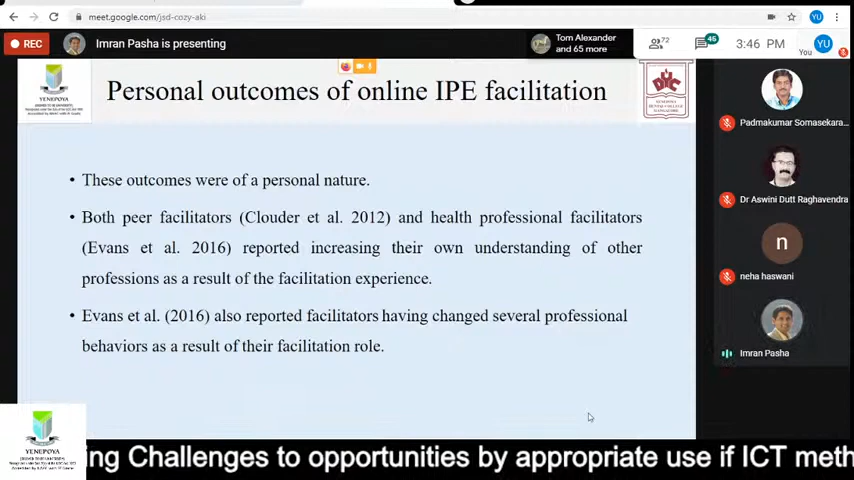 meet.google.com/jsd-cozy-aki
YU
REC
Imran Pasha is presenting
Tom Alexander
and 65 more
72
45
3:46 PM
YU
You
YENEPOYA
Personal outcomes of online IPE facilitation
YENEPOYA
DENTAL COLLEGE
• These outcomes were of a personal nature.
• Both peer facilitators (Clouder et al. 2012) and health professional facilitators
(Evans et al. 2016) reported increasing their own understanding of other
professions as a result of the facilitation experience.
• Evans et al. (2016) also reported facilitators having changed several professional
behaviors as a result of their facilitation role.
Padmakumar Somasekara...
Dr Aswini Dutt Raghavendra
n
neha haswani
Imran Pasha
YENEPOYA
ing Challenges to opportunities by appropriate use if ICT meth